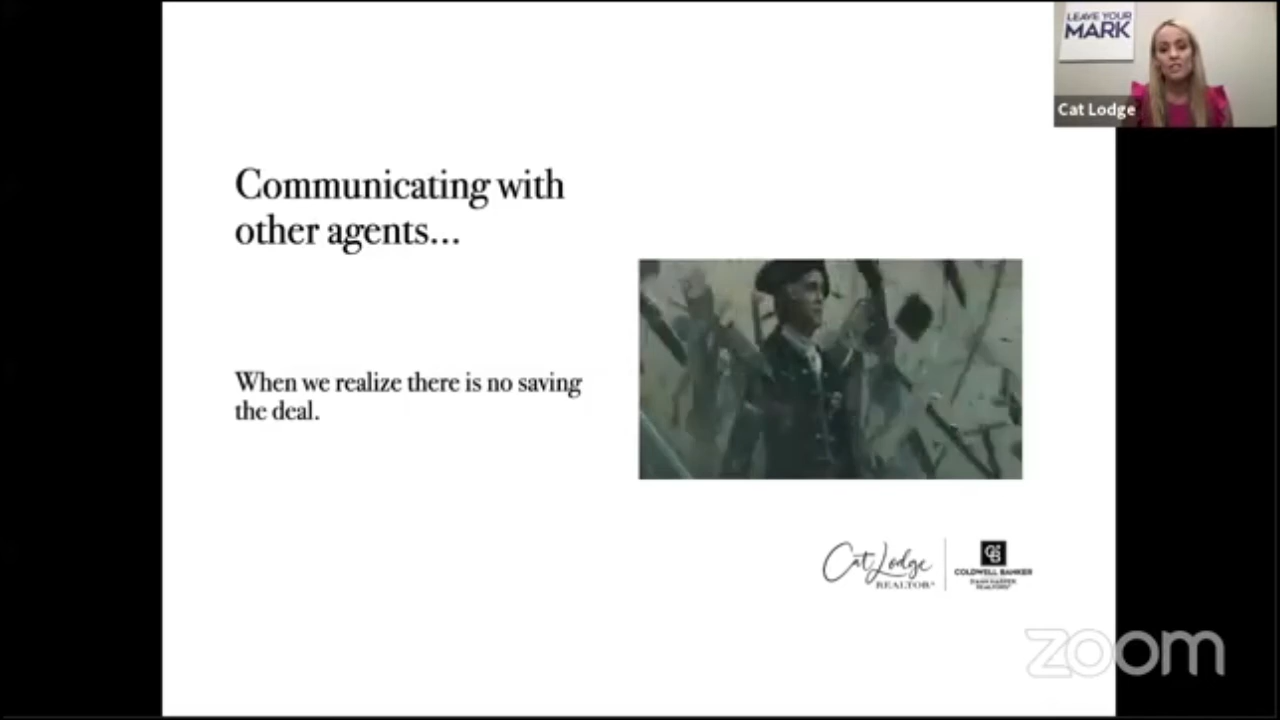 LEAVE YOUR
MARK
Cat Lodge
Communicating with
other agents...
When we realize there is no saving
the deal.
Cat Lodge
REALTOR®
COLDWELL BANKER
REALTORS®
zoom